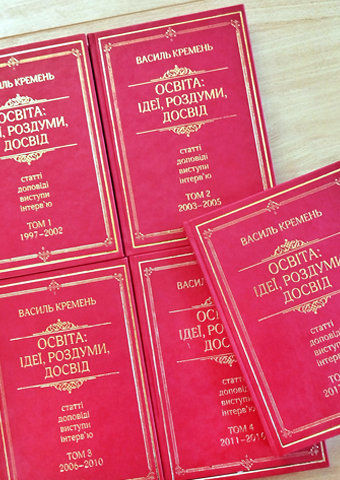 ВАСИЛЬ КРЕМЕНЬ
ОСВІТА:
ІДЕЇ, РОЗДУМИ,
ДОСВІД
статті
доповіді
виступи
інтерв'ю
ТОМ 1
1997–2002
ВАСИЛЬ КРЕМЕНЬ
ОСВІТА:
ІДЕЇ, РОЗДУМИ,
ДОСВІД
статті
доповіді
виступи
інтерв'ю
ТОМ 2
2003–2005
ВАСИЛЬ КРЕМЕНЬ
ОСВІТА:
ІДЕЇ, РОЗДУМИ,
ДОСВІД
статті
доповіді
виступи
інтерв'ю
ТОМ 3
2006–2010
ВАСИЛЬ КРЕМЕНЬ
ОСВІТА:
ІДЕЇ, РОЗДУМИ,
ДОСВІД
статті
доповіді
виступи
інтерв'ю
ТОМ 4
ВАСИЛЬ КРЕМЕНЬ
ОСВІТА:
ІДЕЇ, РОЗДУМИ,
ДОСВІД
статті
доповіді
виступи
інтерв'ю